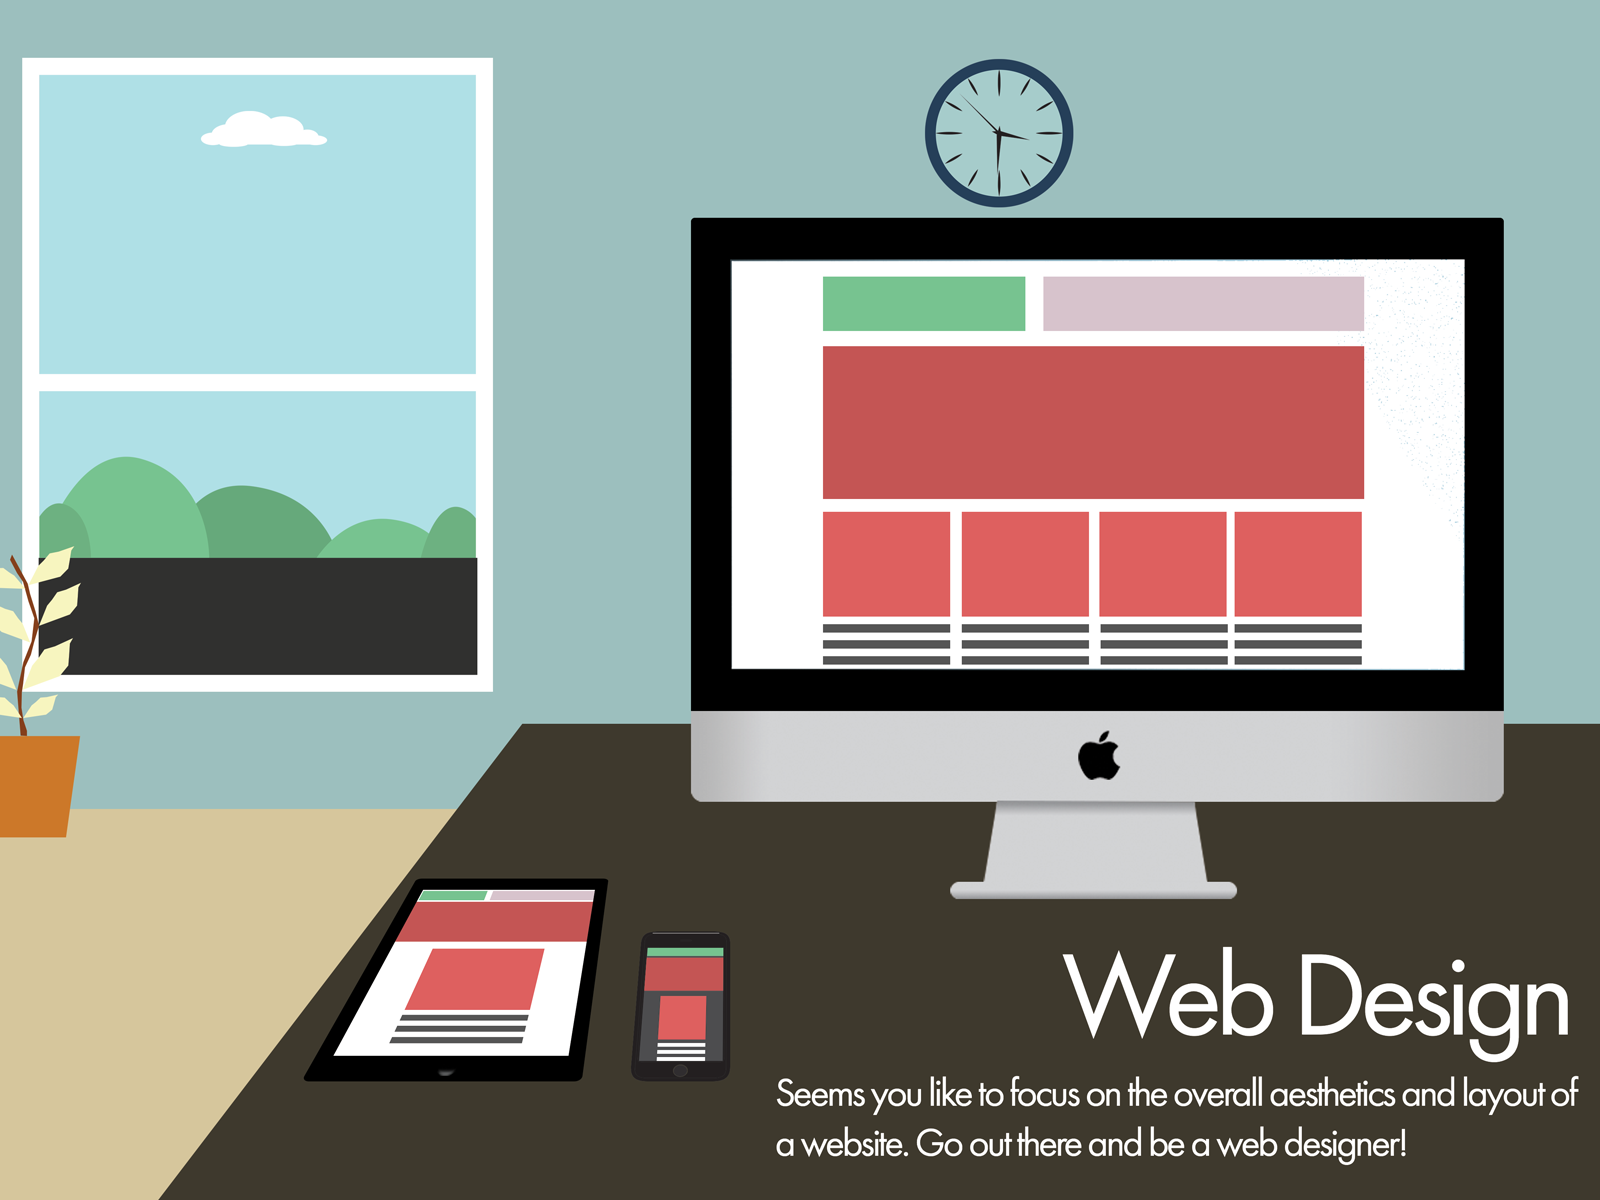 Web Design
Seems you like to focus on the overall aesthetics and layout of
a website. Go out there and be a web designer!